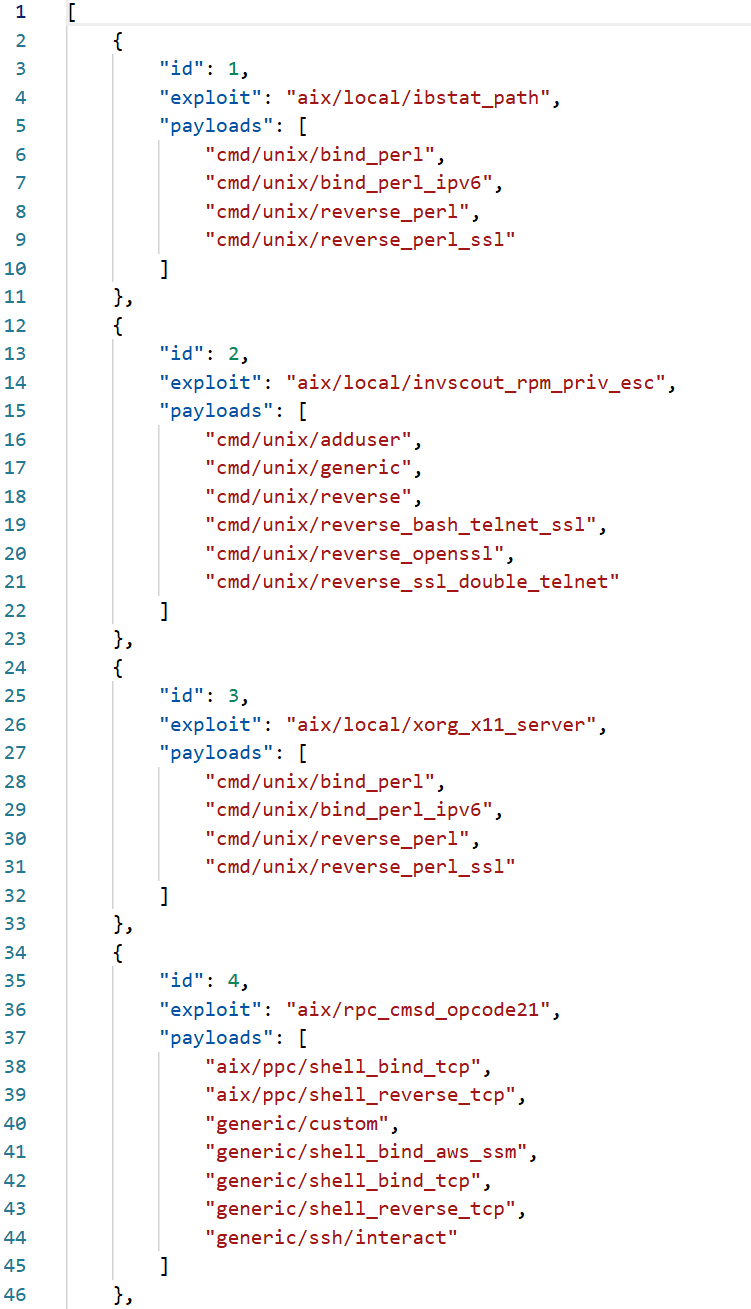 1 [
2 {
3 "id": 1,
4 "exploit": "aix/local/ibstat_path",
5 "payloads": [
6 "cmd/unix/bind_perl",
7 "cmd/unix/bind_perl_ipv6",
8 "cmd/unix/reverse_perl",
9 "cmd/unix/reverse_perl_ssl"
10 ]
11 },
12 {
13 "id": 2,
14 "exploit": "aix/local/invscout_rpm_priv_esc",
15 "payloads": [
16 "cmd/unix/adduser",
17 "cmd/unix/generic",
18 "cmd/unix/reverse",
19 "cmd/unix/reverse_bash_telnet_ssl",
20 "cmd/unix/reverse_openssl",
21 "cmd/unix/reverse_ssl_double_telnet"
22 ]
23 },
24 {
25 "id": 3,
26 "exploit": "aix/local/xorg_x11_server",
27 "payloads": [
28 "cmd/unix/bind_perl",
29 "cmd/unix/bind_perl_ipv6",
30 "cmd/unix/reverse_perl",
31 "cmd/unix/reverse_perl_ssl"
32 ]
33 },
34 {
35 "id": 4,
36 "exploit": "aix/rpc_cmsd_opcode21",
37 "payloads": [
38 "aix/ppc/shell_bind_tcp",
39 "aix/ppc/shell_reverse_tcp",
40 "generic/custom",
41 "generic/shell_bind_aws_ssm",
42 "generic/shell_bind_tcp",
43 "generic/shell_reverse_tcp",
44 "generic/ssh/interact"
45 ]
46 },